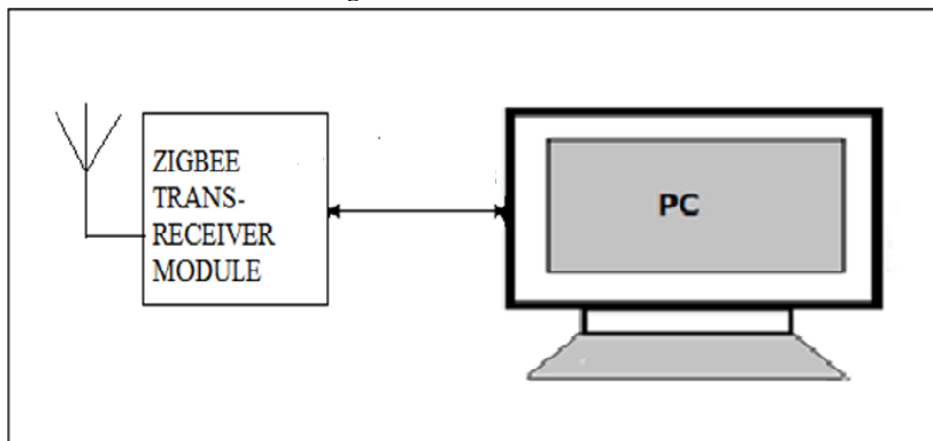 ZIGBEE
TRANS-
RECEIVER
MODULE
PC